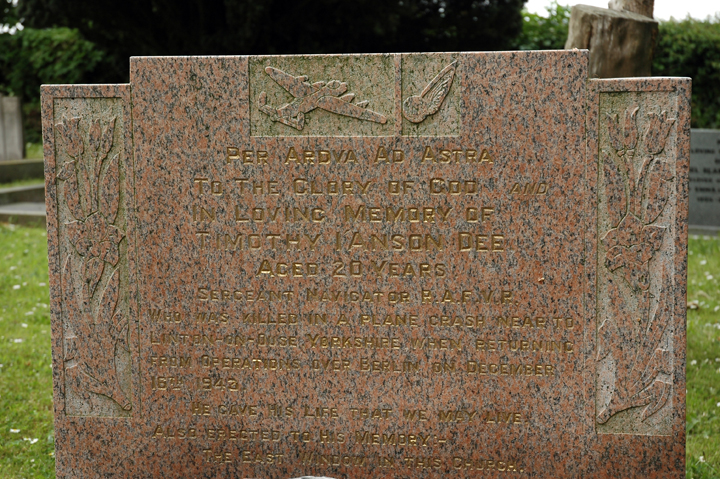 PER ARDVA AD ASTRA
TO THE GLORY OF GOD AND
IN LOVING MEMORY OF
TIMOTHY I'ANSON DEE
AGED 20 YEARS
SERGEANT NAVIGATOR R.A.F.V.R.
WHO WAS KILLED IN A PLANE CRASH NEAR TO
LINTON-ON-OUSE YORKSHIRE WHEN RETURNING
FROM OPERATIONS OVER BERLIN ON DECEMBER
16TH 1943.
HE GAVE HIS LIFE THAT WE MAY LIVE.
ALSO ERECTED TO HIS MEMORY:-
THE EAST WINDOW IN THIS CHURCH.